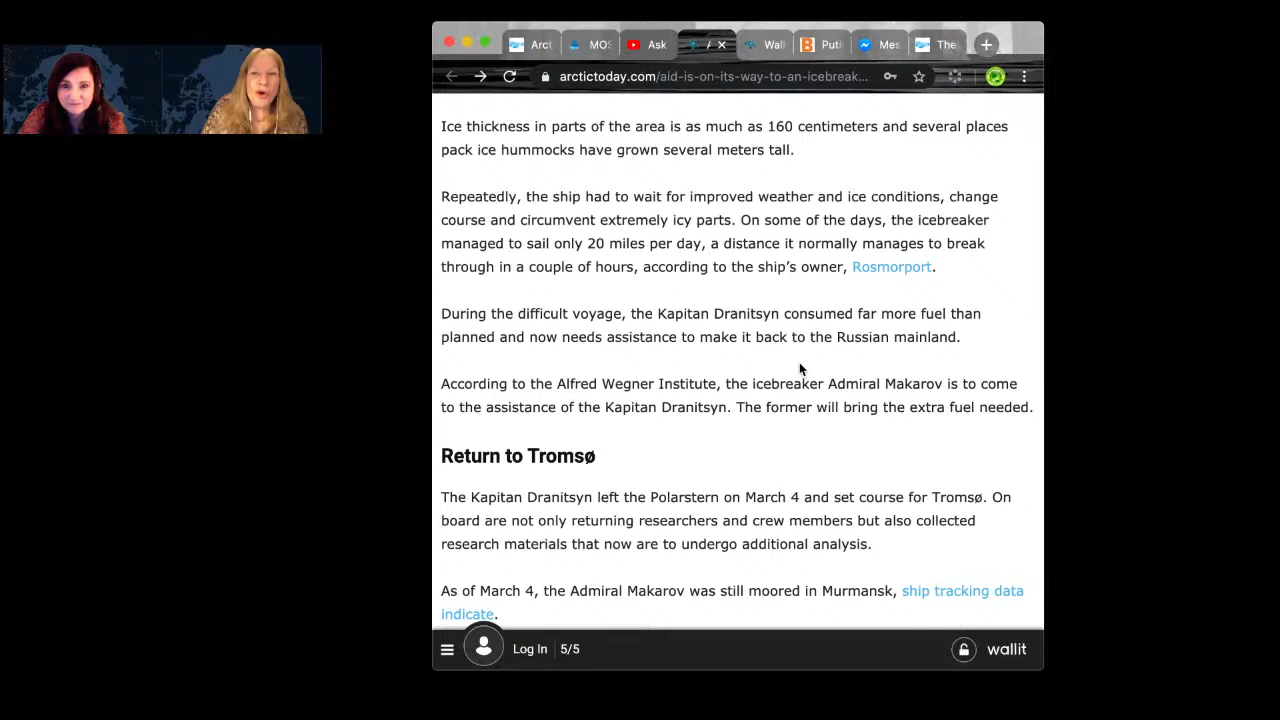 Arct
MOS
Ask
A
Wall
Puti
Mes
The
arctictoday.com/aid-is-on-its-way-to-an-icebreak...
Ice thickness in parts of the area is as much as 160 centimeters and several places
pack ice hummocks have grown several meters tall.
Repeatedly, the ship had to wait for improved weather and ice conditions, change
course and circumvent extremely icy parts. On some of the days, the icebreaker
managed to sail only 20 miles per day, a distance it normally manages to break
through in a couple of hours, according to the ship's owner, Rosmorport.
During the difficult voyage, the Kapitan Dranitsyn consumed far more fuel than
planned and now needs assistance to make it back to the Russian mainland.
According to the Alfred Wegner Institute, the icebreaker Admiral Makarov is to come
to the assistance of the Kapitan Dranitsyn. The former will bring the extra fuel needed.
Return to Tromsø
The Kapitan Dranitsyn left the Polarstern on March 4 and set course for Tromsø. On
board are not only returning researchers and crew members but also collected
research materials that now are to undergo additional analysis.
As of March 4, the Admiral Makarov was still moored in Murmansk, ship tracking data
indicate.
Log In 5/5 wallit